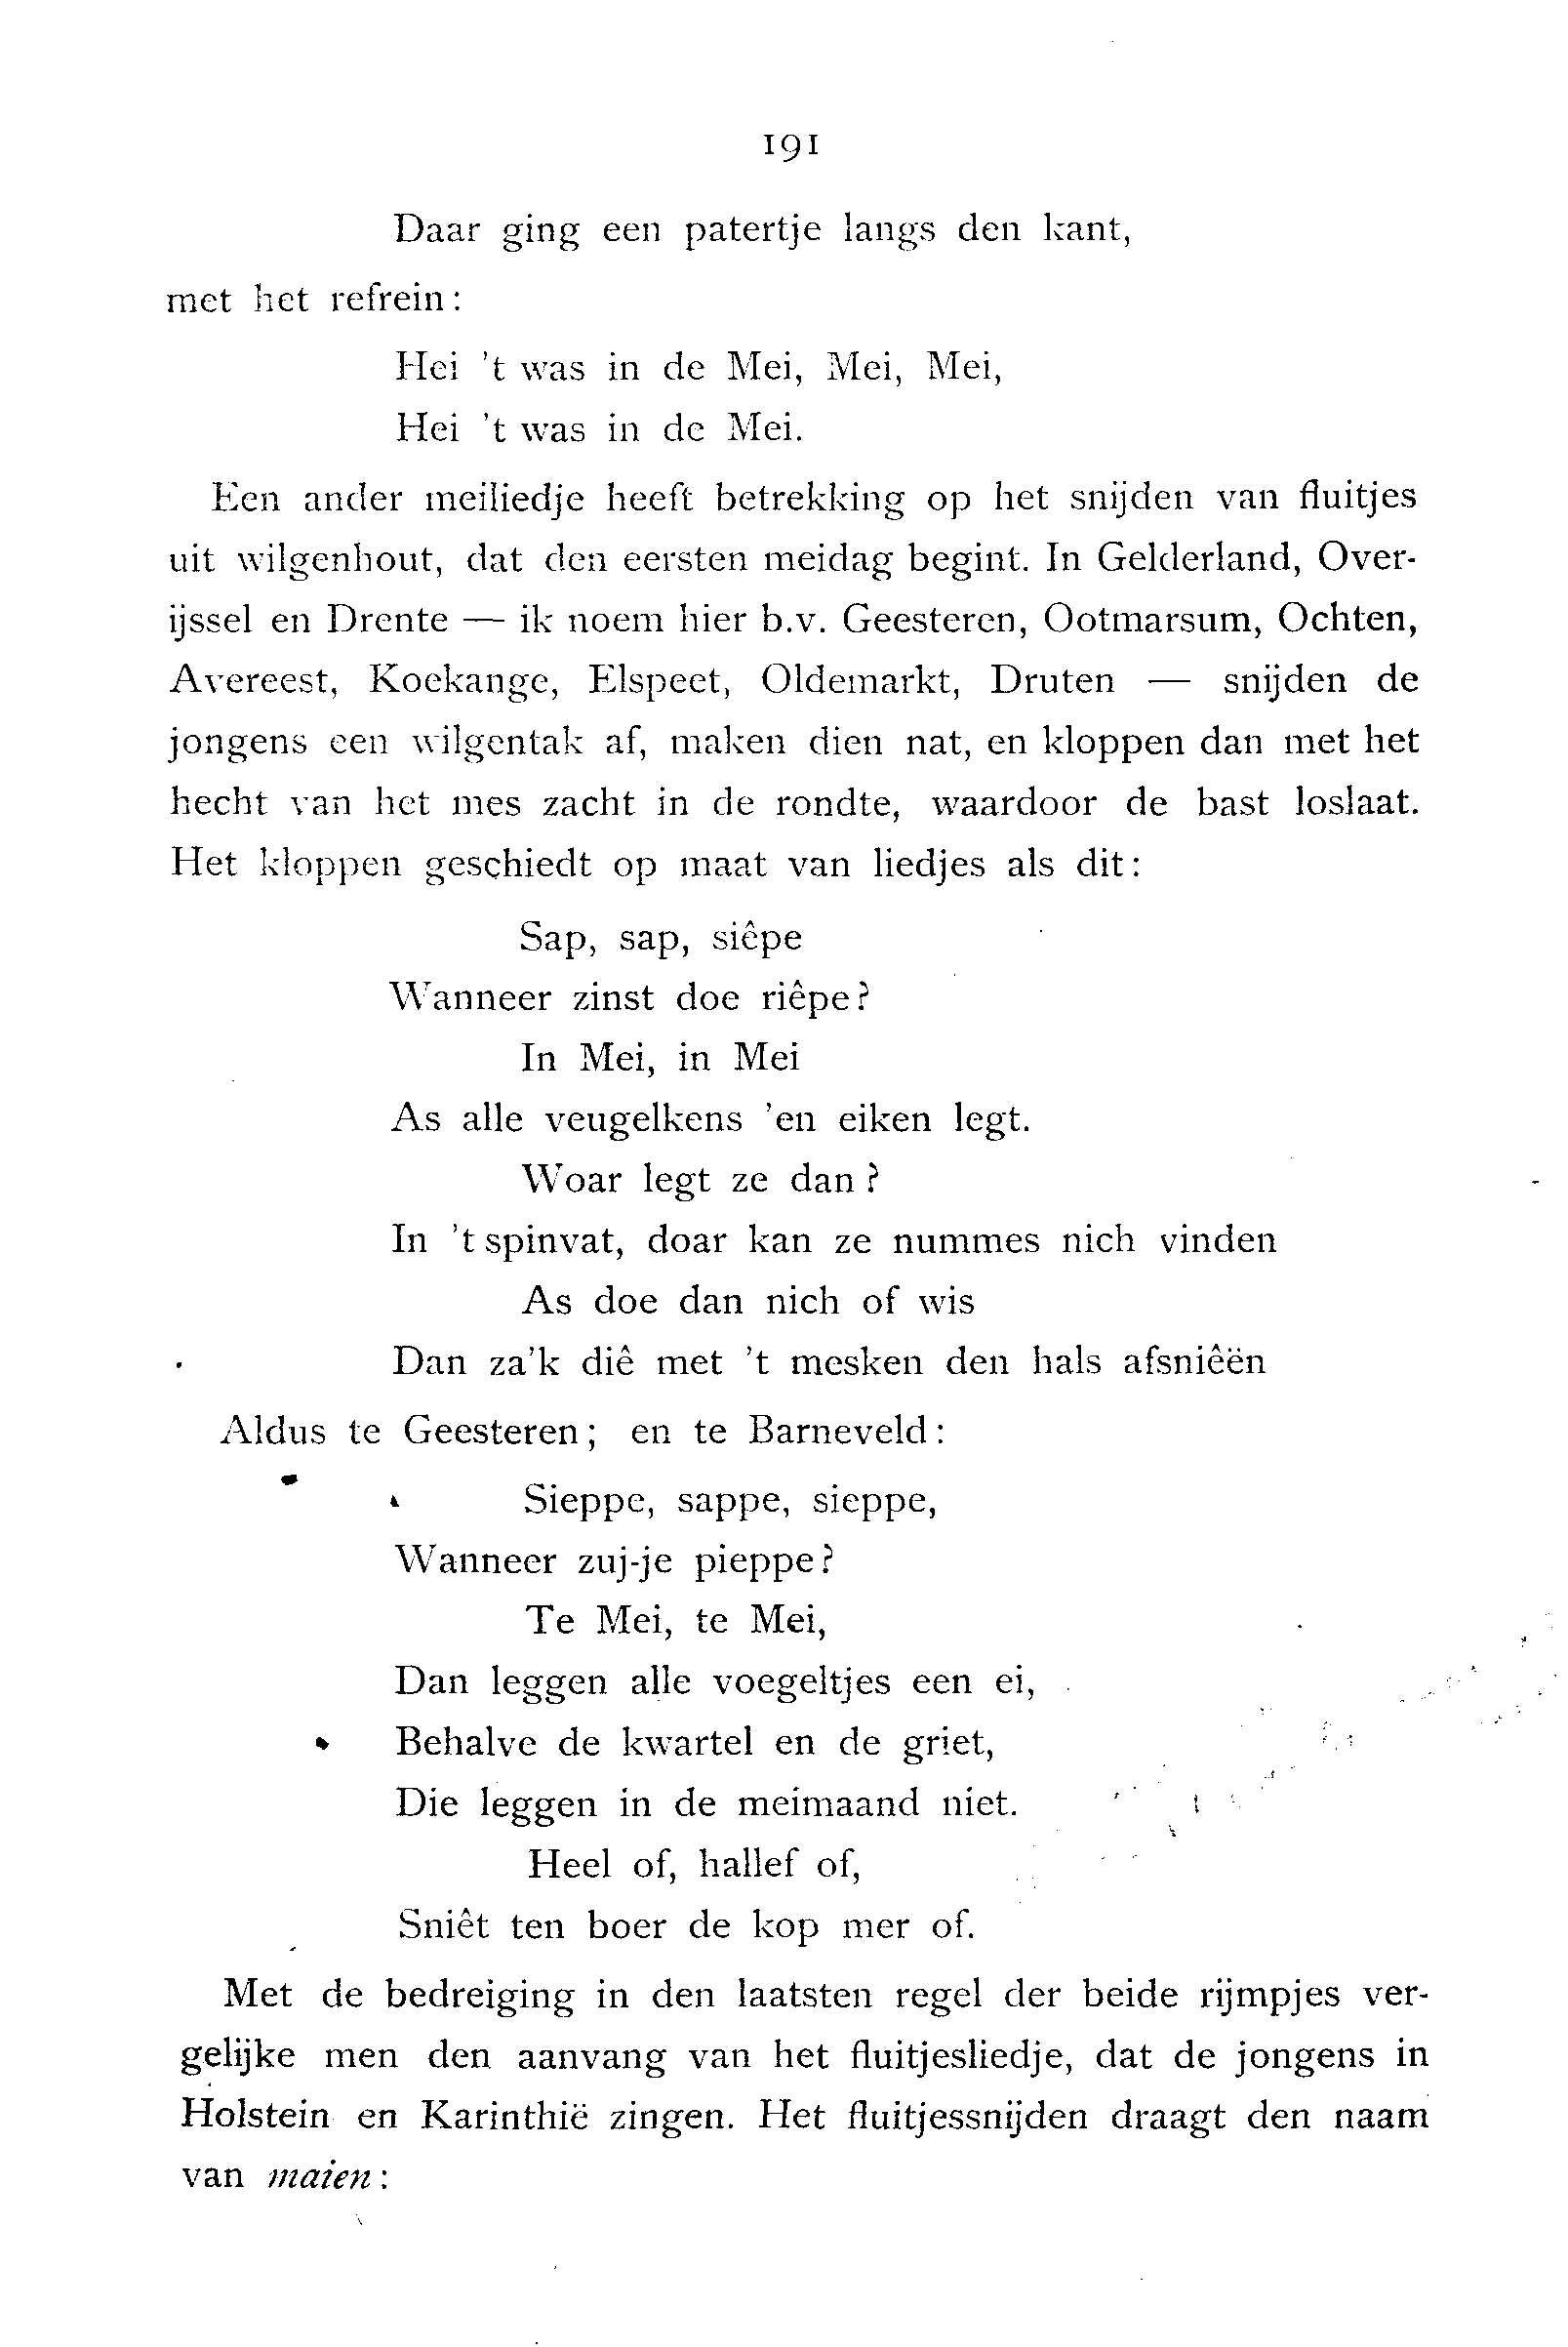 191
Daar ging een patertje langs den kant,
met het refrein:
Hei 't was in de Mei, Mei, Mei,
Hei 't was in de Mei.
Een ander meiliedje heeft betrekking op het snijden van fluitjes
uit wilgenhout, dat den eersten meidag begint. In Gelderland, Over-
ijssel en Drente — ik noem hier b.v. Geesteren, Ootmarsum, Ochten,
Avereest, Koekange, Elspeet, Oldemarkt, Druten — snijden de
jongens een wilgentak af, maken dien nat, en kloppen dan met het
hecht van het mes zacht in de rondte, waardoor de bast loslaat.
Het kloppen geschiedt op maat van liedjes als dit:
Sap, sap, siêpe
Wanneer zinst doe riêpe?
In Mei, in Mei
As alle veugelkens 'en eiken legt.
Woar legt ze dan?
In 't spinvat, doar kan ze nummes nich vinden
As doe dan nich of wis
Dan za'k diê met 't mesken den hals afsniêën
Aldus te Geesteren; en te Barneveld:
Sieppe, sappe, sieppe,
Wanneer zuj-je pieppe?
Te Mei, te Mei,
Dan leggen alle voegeltjes een ei,
Behalve de kwartel en de griet,
Die leggen in de meimaand niet.
Heel of, hallef of,
Sniêt ten boer de kop mer of.
Met de bedreiging in den laatsten regel der beide rijmpjes ver-
gelijke men den aanvang van het fluitjesliedje, dat de jongens in
Holstein en Karinthië zingen. Het fluitjessnijden draagt den naam
van maien: